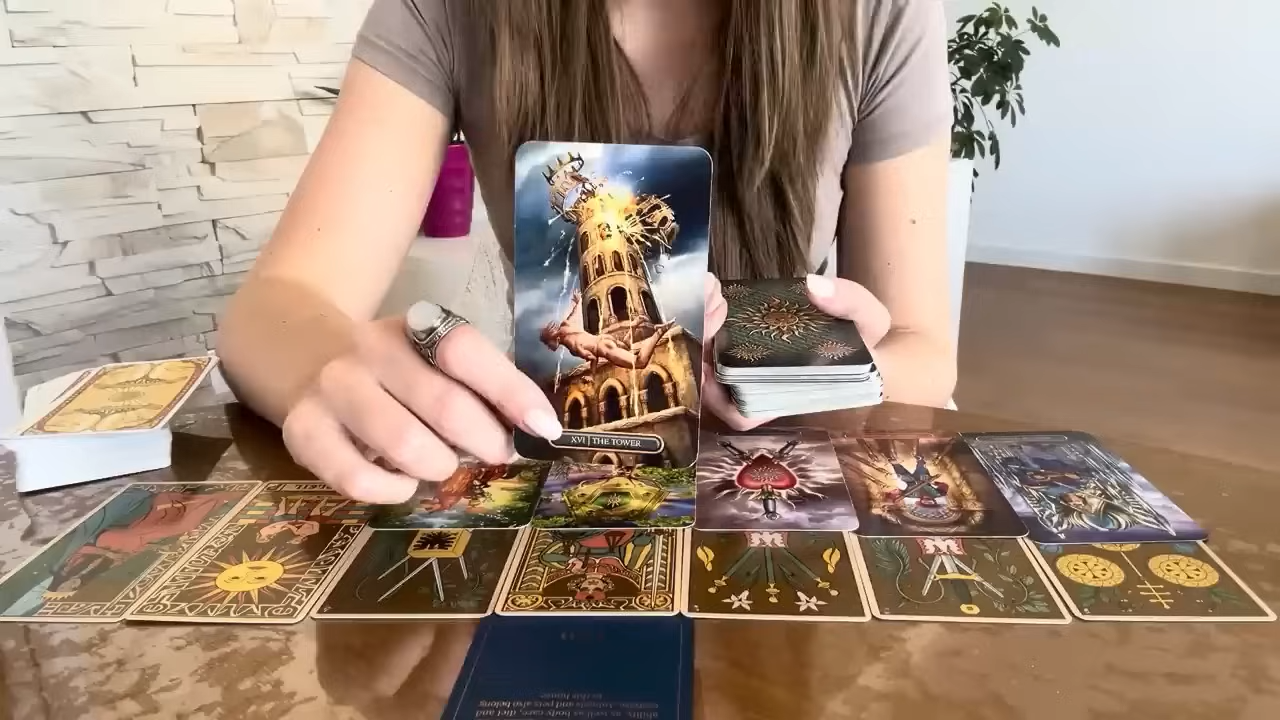 XVI THE TOWER
ability, as well as body care, diet and
Animals and pets also belong
to this house.